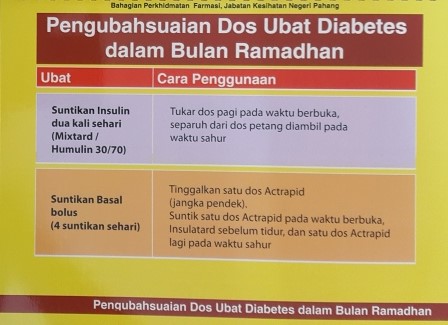 Bahagian Perkhidmatan Farmasi, Jabatan Kesihatan Negeri Pahang
Pengubahsuaian Dos Ubat Diabetes
dalam Bulan Ramadhan
Ubat
Cara Penggunaan
Suntikan Insulin
dua kali sehari
(Mixtard /
Humulin 30/70)
Tukar dos pagi pada waktu berbuka,
separuh dari dos petang diambil pada
waktu sahur
Suntikan Basal
bolus
(4 suntikan sehari)
Tinggalkan satu dos Actrapid
(jangka pendek).
Suntik satu dos Actrapid pada waktu berbuka,
Insulatard sebelum tidur, dan satu dos Actrapid
lagi pada waktu sahur
Pengubahsuaian Dos Ubat Diabetes dalam Bulan Ramadhan